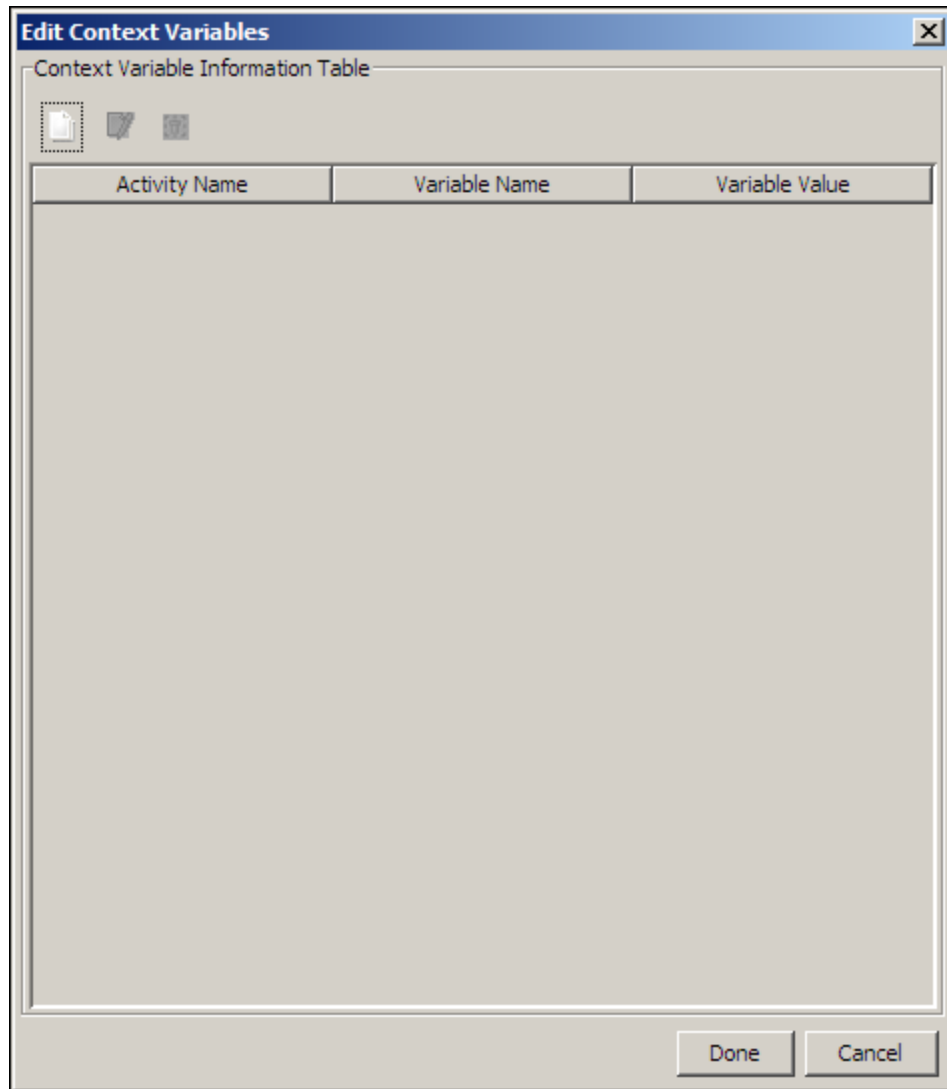 Edit Context Variables
Context Variable Information Table
Activity Name Variable Name Variable Value
Done Cancel